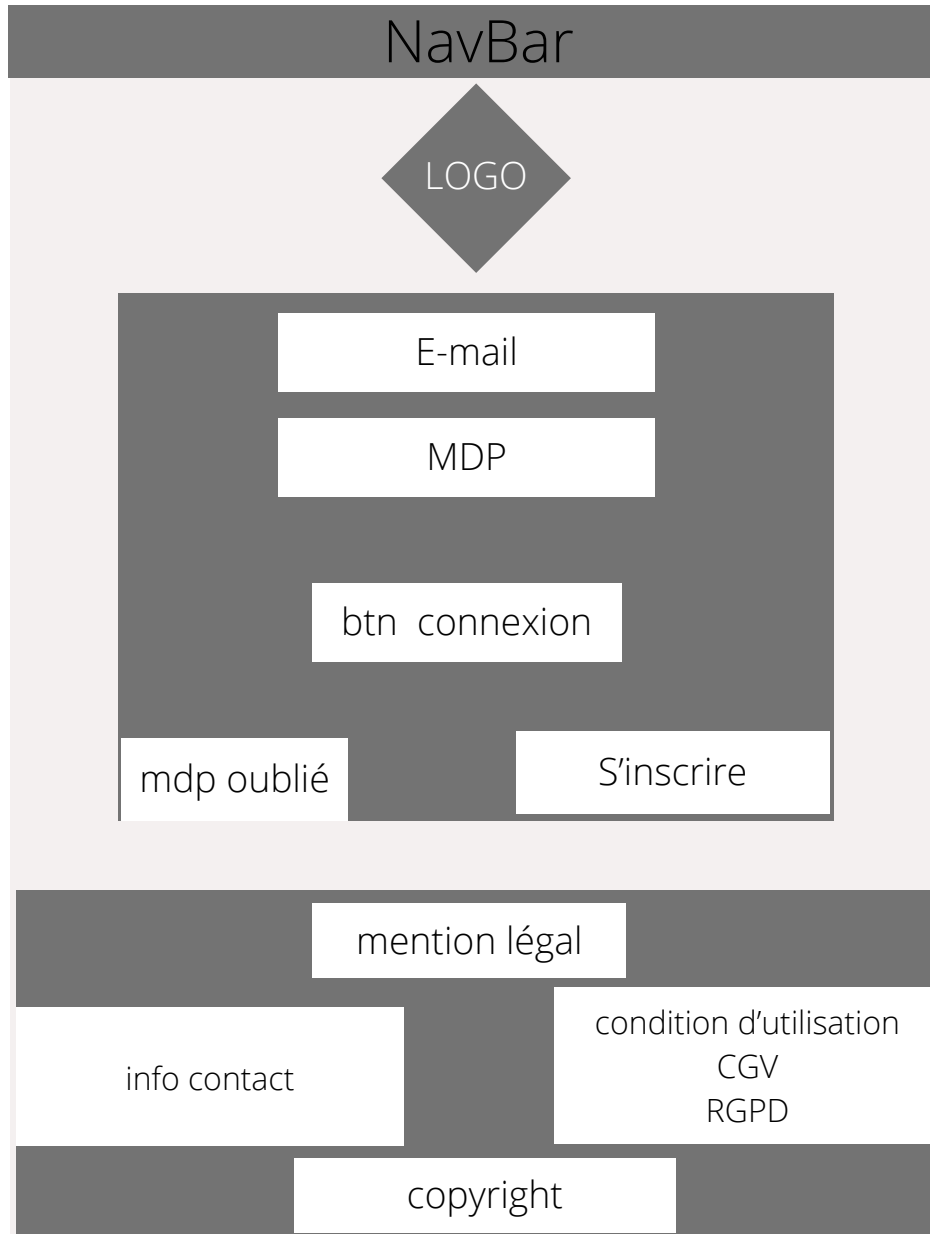 NavBar
LOGO
E-mail
MDP
btn connexion
mdp oublié
S’inscrire
mention légal
info contact
condition d’utilisation
CGV
RGPD
copyright